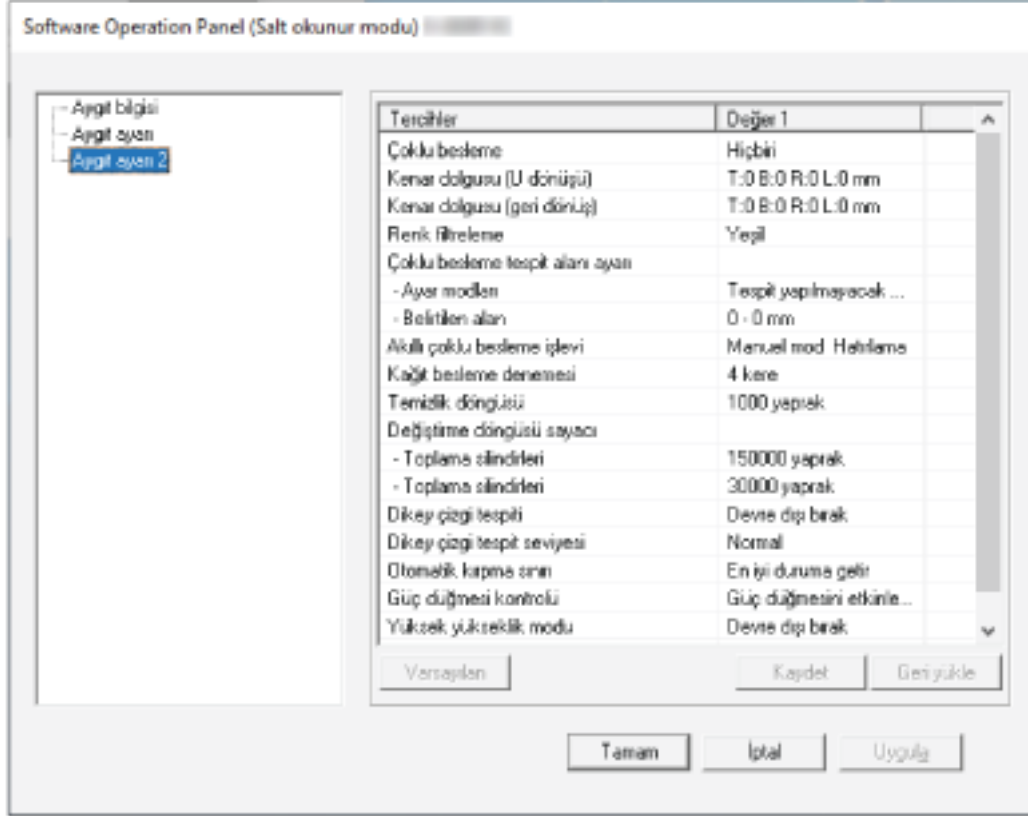 Software Operation Panel (Salt okunur modu)
Aygıt bilgisi
Aygıt ayarı
Aygıt ayarı 2
Tercihler Değer 1
Çoklu besleme Hiçbiri
Kenar dolgusu (U dönüşü) T:0 B:0 R:0 L:0 mm
Kenar dolgusu (geri dönüş) T:0 B:0 R:0 L:0 mm
Renk filtreleme Yeşil
Çoklu besleme tespit alanı ayarı
- Ayar modları Tespit yapılmayacak ...
- Belirtilen alan 0 - 0 mm
Akıllı çoklu besleme işlevi Manuel mod Hatırlama
Kağıt besleme denemesi 4 kere
Temizlik döngüsü 1000 yaprak
Değiştirme döngüsü sayacı
- Toplama silindirleri 150000 yaprak
- Toplama silindirleri 30000 yaprak
Dikey çizgi tespiti Devre dışı bırak
Dikey çizgi tespit seviyesi Normal
Otomatik kırpma sınırı En iyi duruma getir
Güç düğmesi kontrolü Güç düğmesini etkinle...
Yüksek yükseklik modu Devre dışı bırak
Varsayılan Kaydet Geri yükle
Tamam İptal Uygula